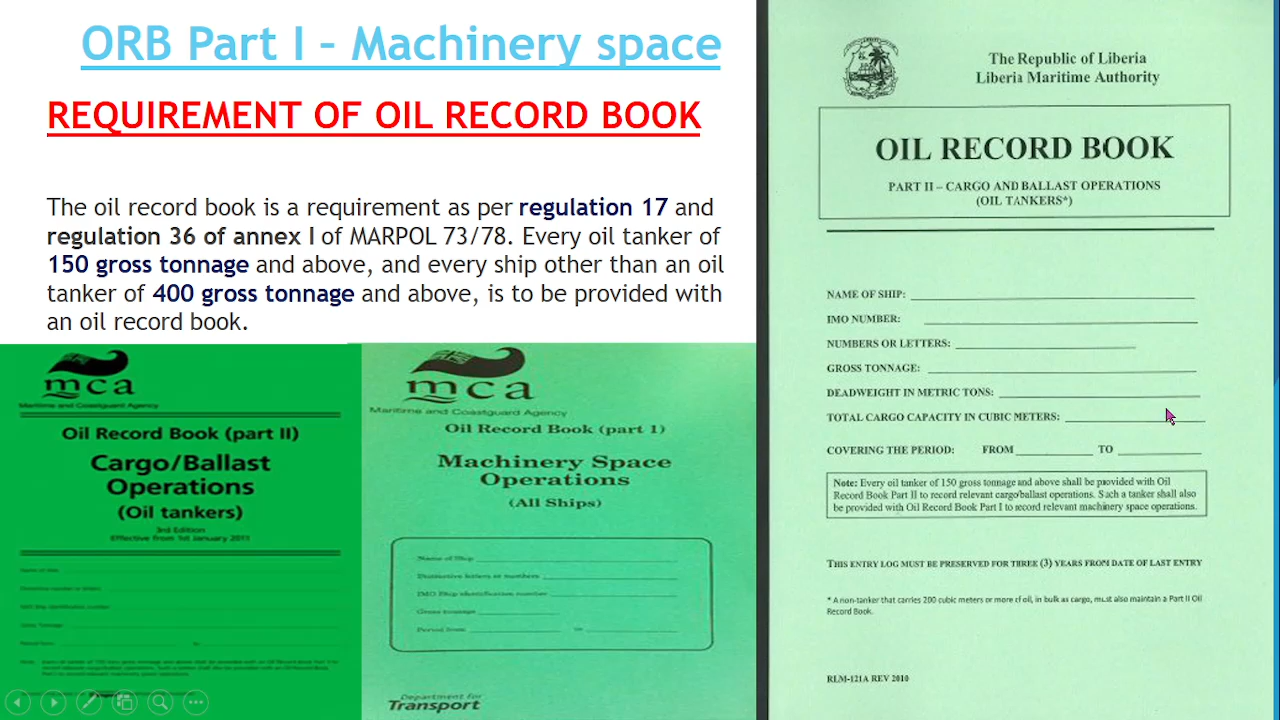 ORB Part I – Machinery space
REQUIREMENT OF OIL RECORD BOOK
The oil record book is a requirement as per regulation 17 and
regulation 36 of annex I of MARPOL 73/78. Every oil tanker of
150 gross tonnage and above, and every ship other than an oil
tanker of 400 gross tonnage and above, is to be provided with
an oil record book.
mca
Maritime and Coastguard Agency
Oil Record Book (part II)
Cargo/Ballast
Operations
(Oil tankers)
3rd Edition
Effective from 1st January 2011
mca
Maritime and Coastguard Agency
Oil Record Book (part 1)
Machinery Space
Operations
(All Ships)
Name of Ship
Distinctive letters or numbers
IMO Ship identification number
Gross tonnage
Period from to
Department for
Transport
The Republic of Liberia
Liberia Maritime Authority
OIL RECORD BOOK
PART II – CARGO AND BALLAST OPERATIONS
(OIL TANKERS*)
NAME OF SHIP:
IMO NUMBER:
NUMBERS OR LETTERS:
GROSS TONNAGE:
DEADWEIGHT IN METRIC TONS:
TOTAL CARGO CAPACITY IN CUBIC METERS:
COVERING THE PERIOD: FROM TO
Note: Every oil tanker of 150 gross tonnage and above shall be provided with Oil
Record Book Part II to record relevant cargo/ballast operations. Such a tanker shall also
be provided with Oil Record Book Part I to record relevant machinery space operations.
THIS ENTRY LOG MUST BE PRESERVED FOR THREE (3) YEARS FROM DATE OF LAST ENTRY
* A non-tanker that carries 200 cubic meters or more of oil, in bulk as cargo, must also maintain a Part II Oil
Record Book.
RLM-121A REV 2010